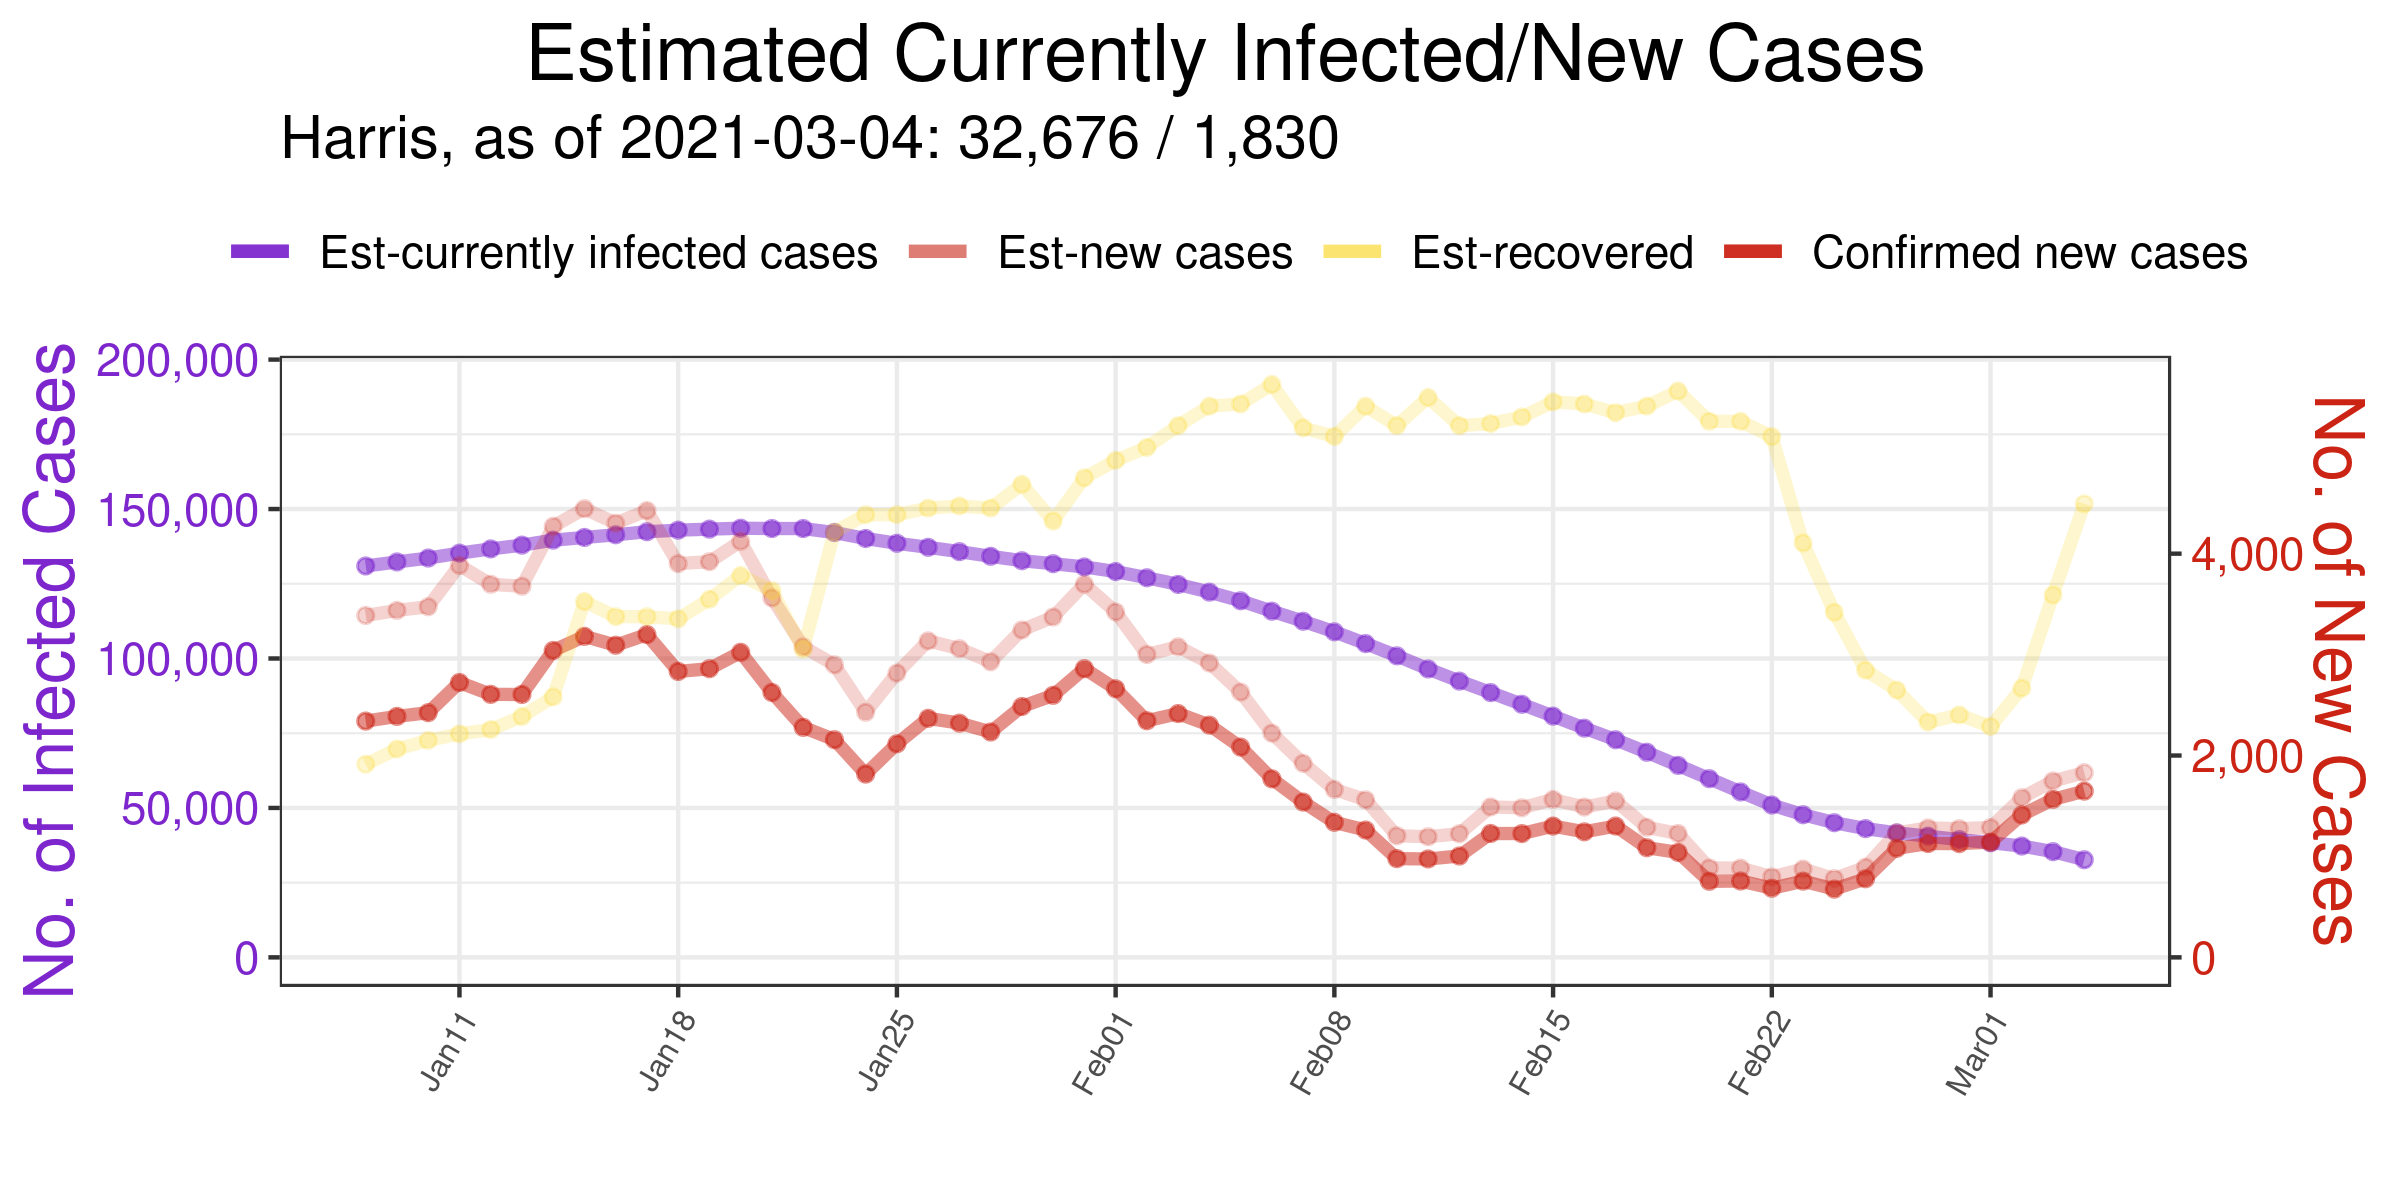 Estimated Currently Infected/New Cases
Harris, as of 2021-03-04: 32,676 / 1,830
Est-currently infected cases Est-new cases Est-recovered Confirmed new cases
No. of Infected Cases
200,000
150,000
100,000
50,000
0
4,000
2,000
0
No. of New Cases
Jan11 Jan18 Jan25 Feb01 Feb08 Feb15 Feb22 Mar01